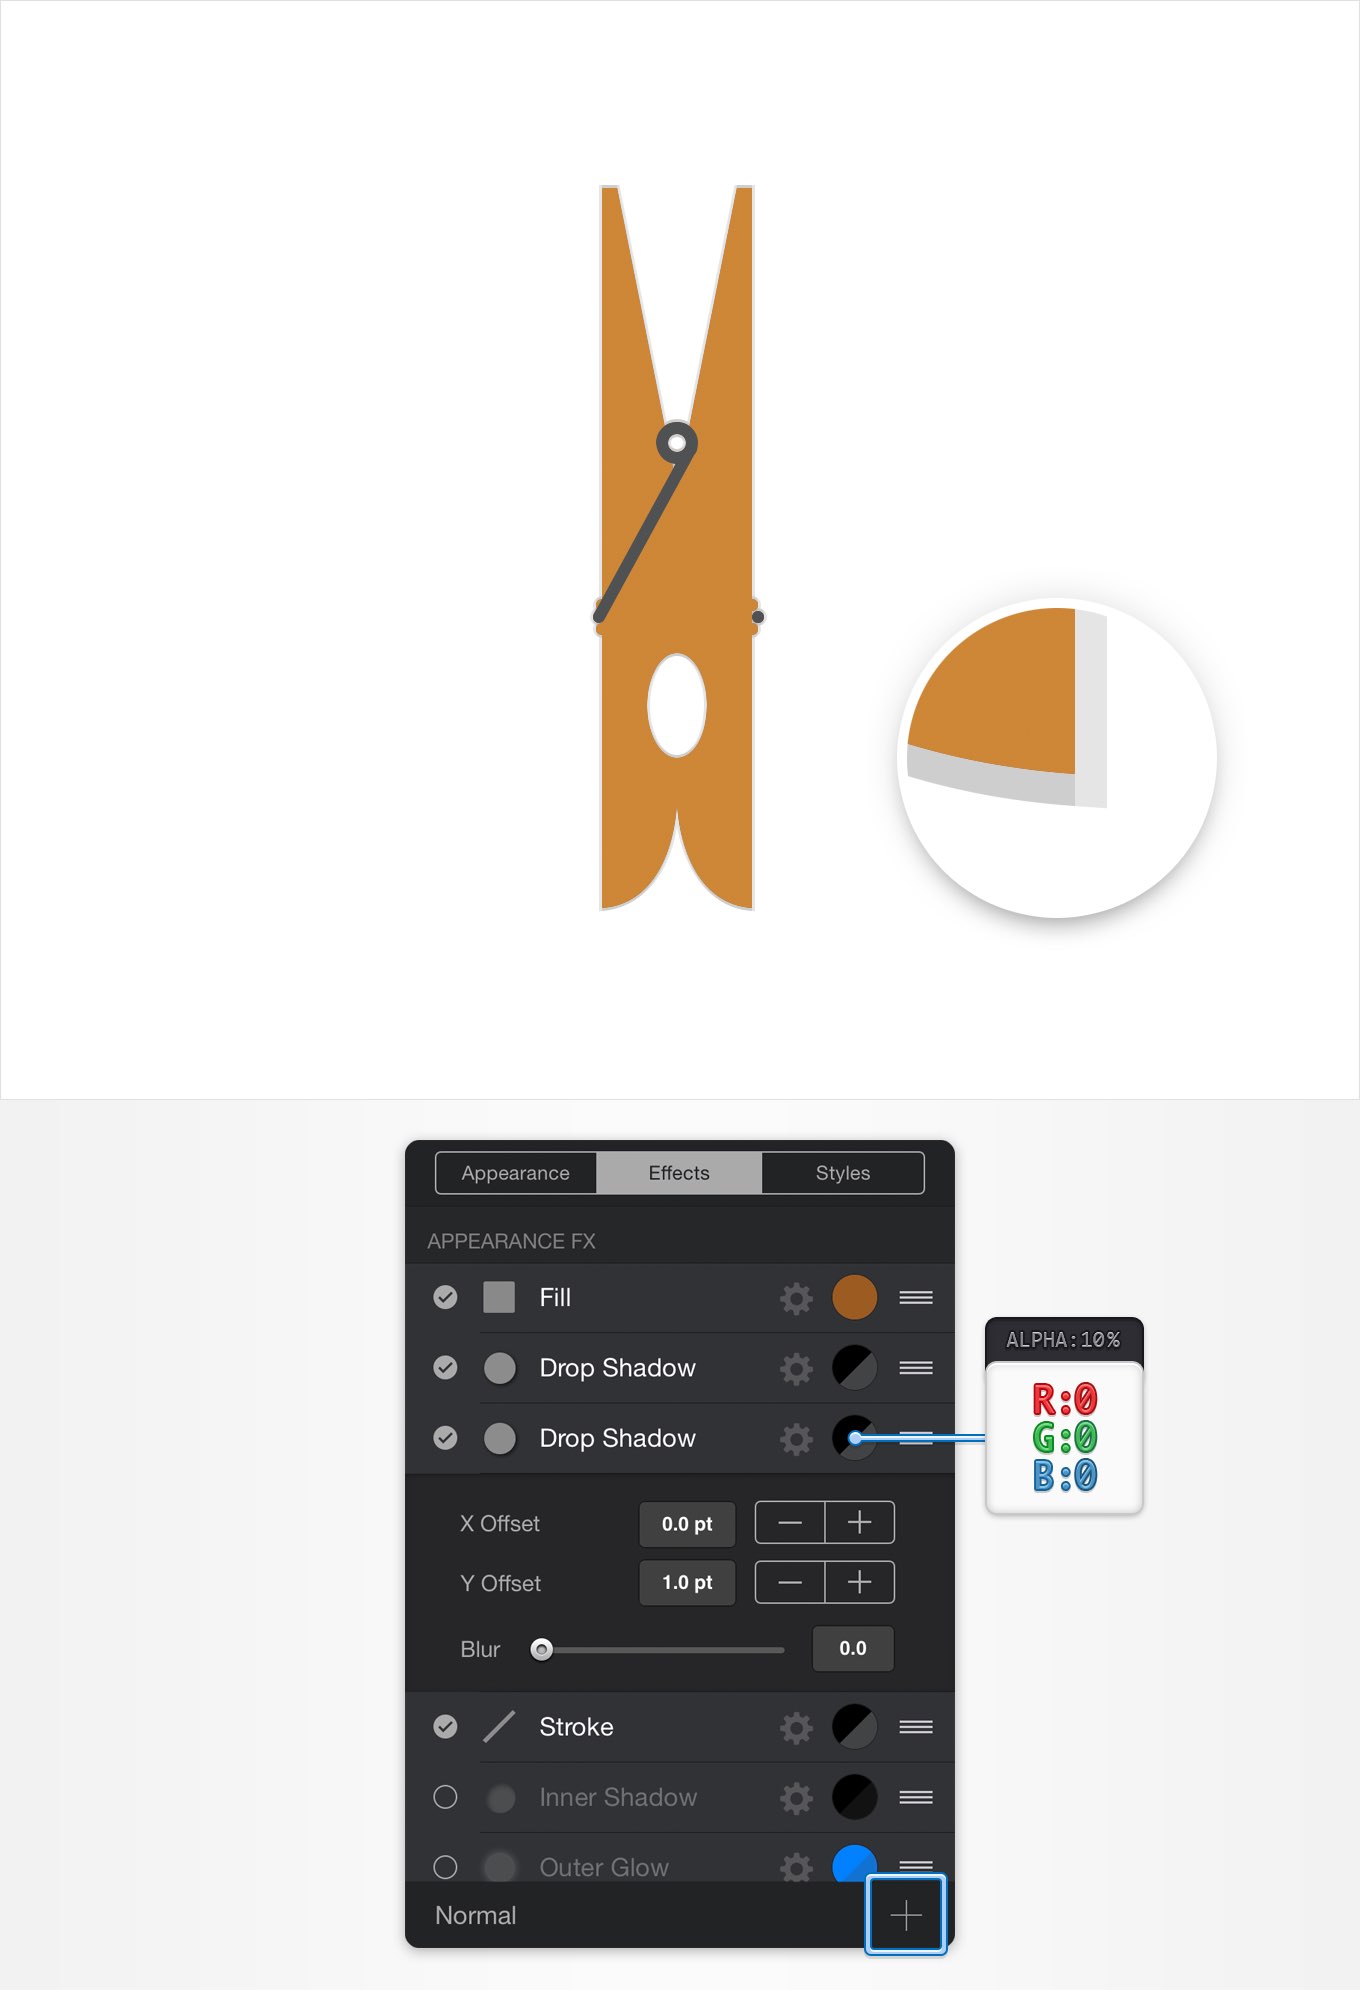 Appearance
Effects
Styles
APPEARANCE FX
Fill
Drop Shadow
ALPHA:10%
Drop Shadow
R:0
G:0
B:0
X Offset
0.0 pt
Y Offset
1.0 pt
Blur
0.0
Stroke
Inner Shadow
Outer Glow
Normal